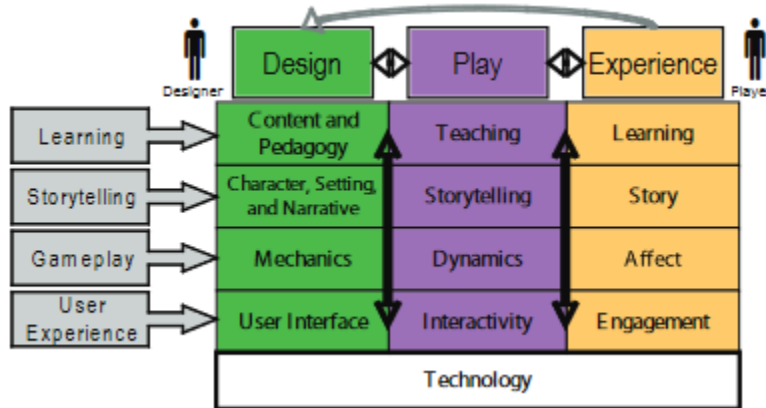 Design
Play
Experience
Designer
Playe
Learning
Content and
Pedagogy
Teaching
Learning
Storytelling
Character, Setting,
and Narrative
Storytelling
Story
Gameplay
Mechanics
Dynamics
Affect
User
Experience
User Interface
Interactivity
Engagement
Technology